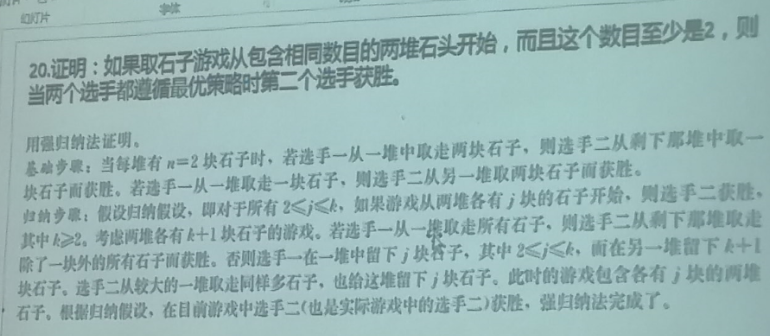 幻灯片
字体
20.证明：如果取石子游戏从包含相同数目的两堆石头开始，而且这个数目至少是2，则
当两个选手都遵循最优策略时第二个选手获胜。
用强归纳法证明。
基础步骤：当每堆有 n=2 块石子时，若选手一从一堆中取走两块石子，则选手二从剩下那堆中取一
块石子而获胜。若选手一从一堆取走一块石子，则选手二从另一堆取两块石子而获胜。
归纳步骤：假设归纳假设，即对于所有 2≤j≤k，如果游戏从两堆各有 j 块的石子开始，则选手二获胜，
其中 k≥2。考虑两堆各有 k+1 块石子的游戏。若选手一从一堆取走所有石子，则选手二从剩下那堆取走
除了一块外的所有石子而获胜。否则选手一在一堆中留下 j 块石子，其中 2≤j≤k，而在另一堆留下 k+1
块石子。选手二从较大的一堆取走同样多石子，也给这堆留下 j 块石子。此时的游戏包含各有 j 块的两堆
石子。根据归纳假设，在目前游戏中选手二(也是实际游戏中的选手二)获胜，强归纳法完成了。